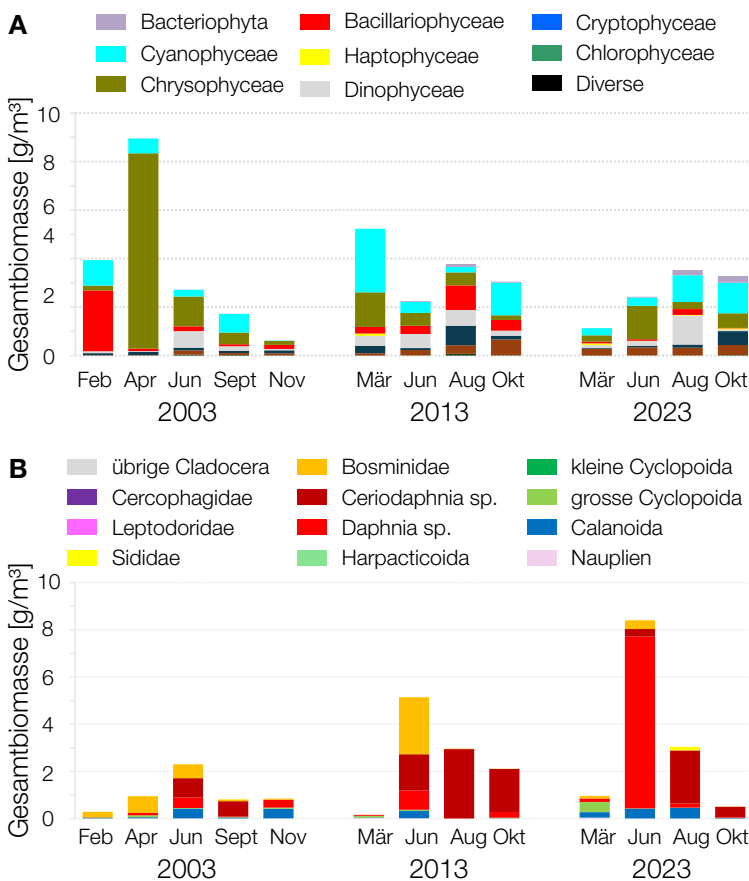 A
Bacteriophyta Bacillariophyceae Cryptophyceae
Cyanophyceae Haptophyceae Chlorophyceae
Chrysophyceae Dinophyceae Diverse
Gesamtbiomasse [g/m³]
10
8
6
4
2
0
Feb Apr Jun Sept Nov Mär Jun Aug Okt Mär Jun Aug Okt
2003 2013 2023
B
übrige Cladocera Bosminidae kleine Cyclopoida
Cercophagidae Ceriodaphnia sp. grosse Cyclopoida
Leptodoridae Daphnia sp. Calanoida
Sididae Harpacticoida Nauplien
Gesamtbiomasse [g/m³]
10
8
6
4
2
0
Feb Apr Jun Sept Nov Mär Jun Aug Okt Mär Jun Aug Okt
2003 2013 2023